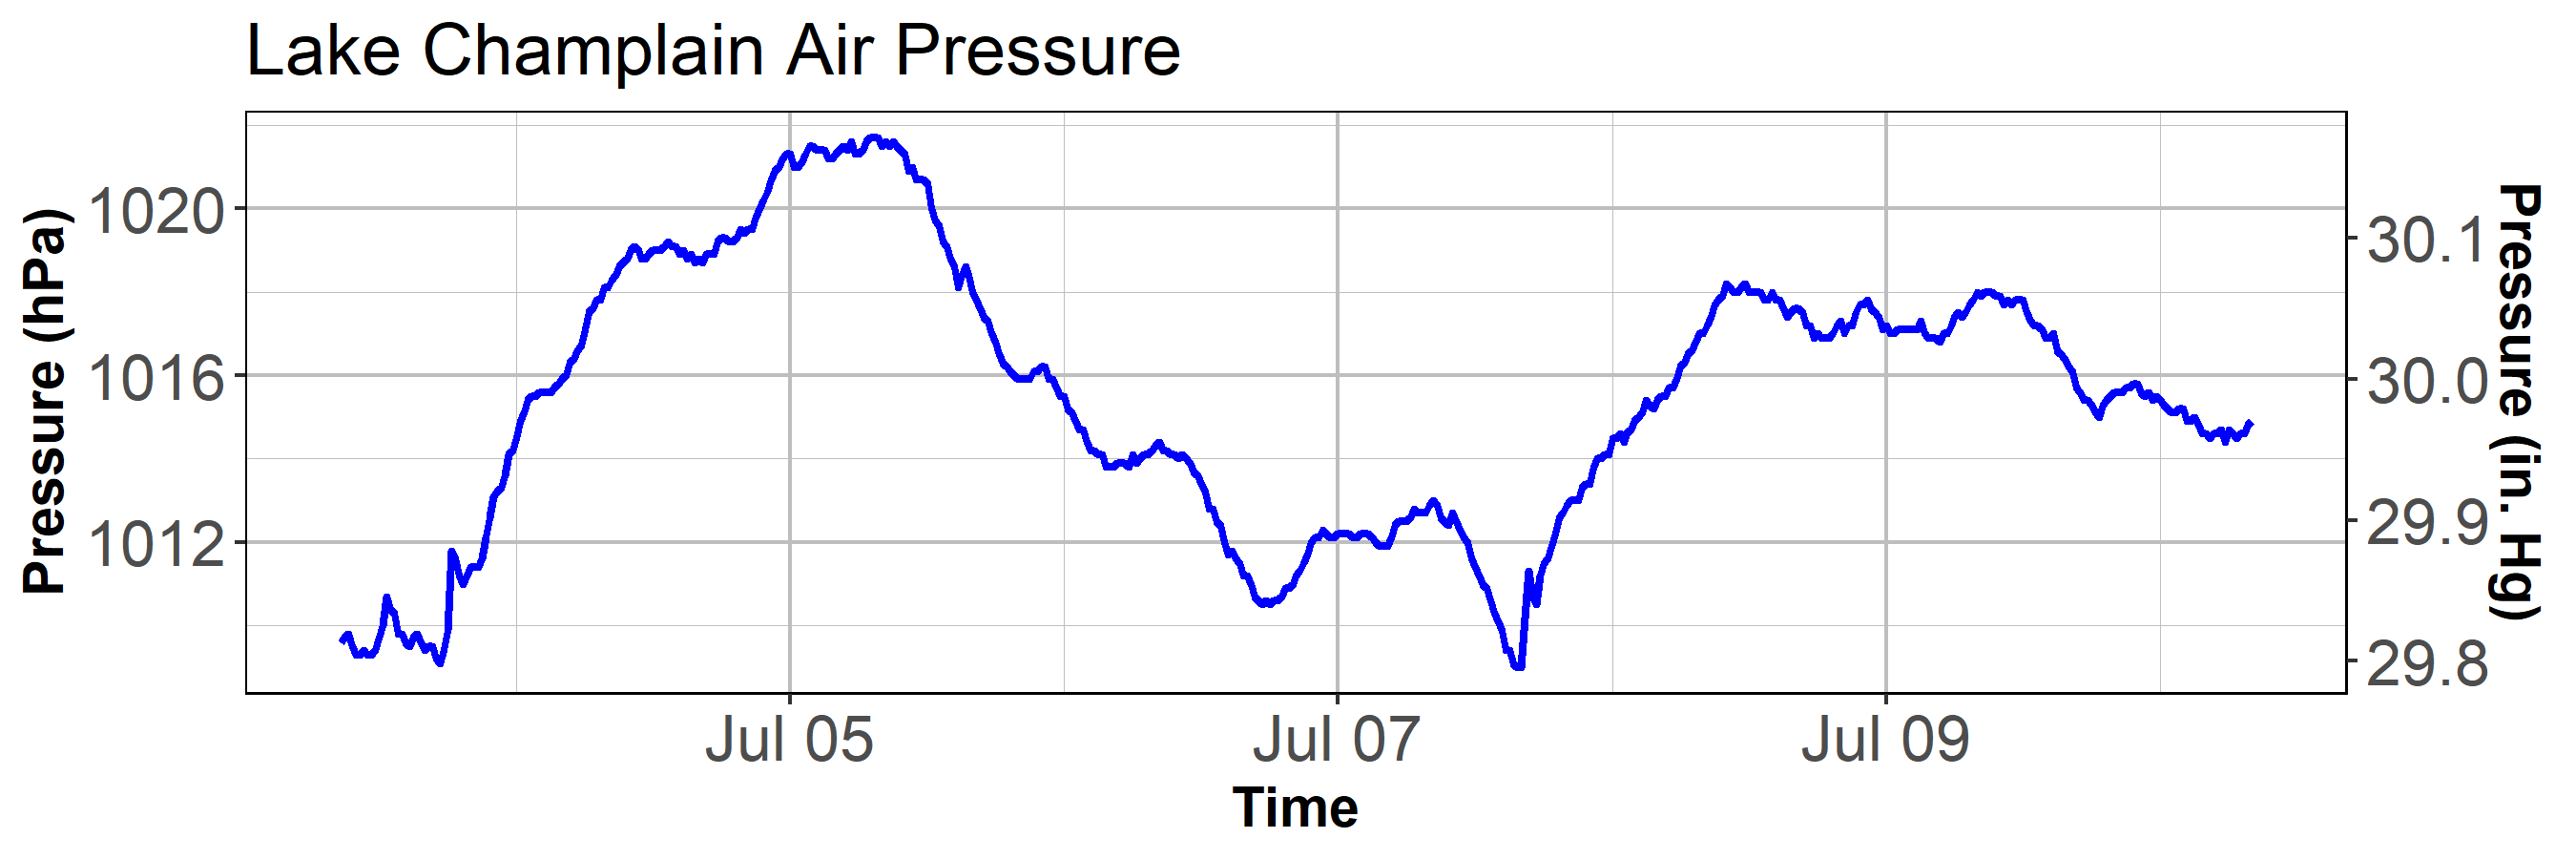 Lake Champlain Air Pressure
Pressure (hPa)
1020
1016
1012
30.1
30.0
29.9
29.8
Pressure (in. Hg)
Jul 05 Jul 07 Jul 09
Time